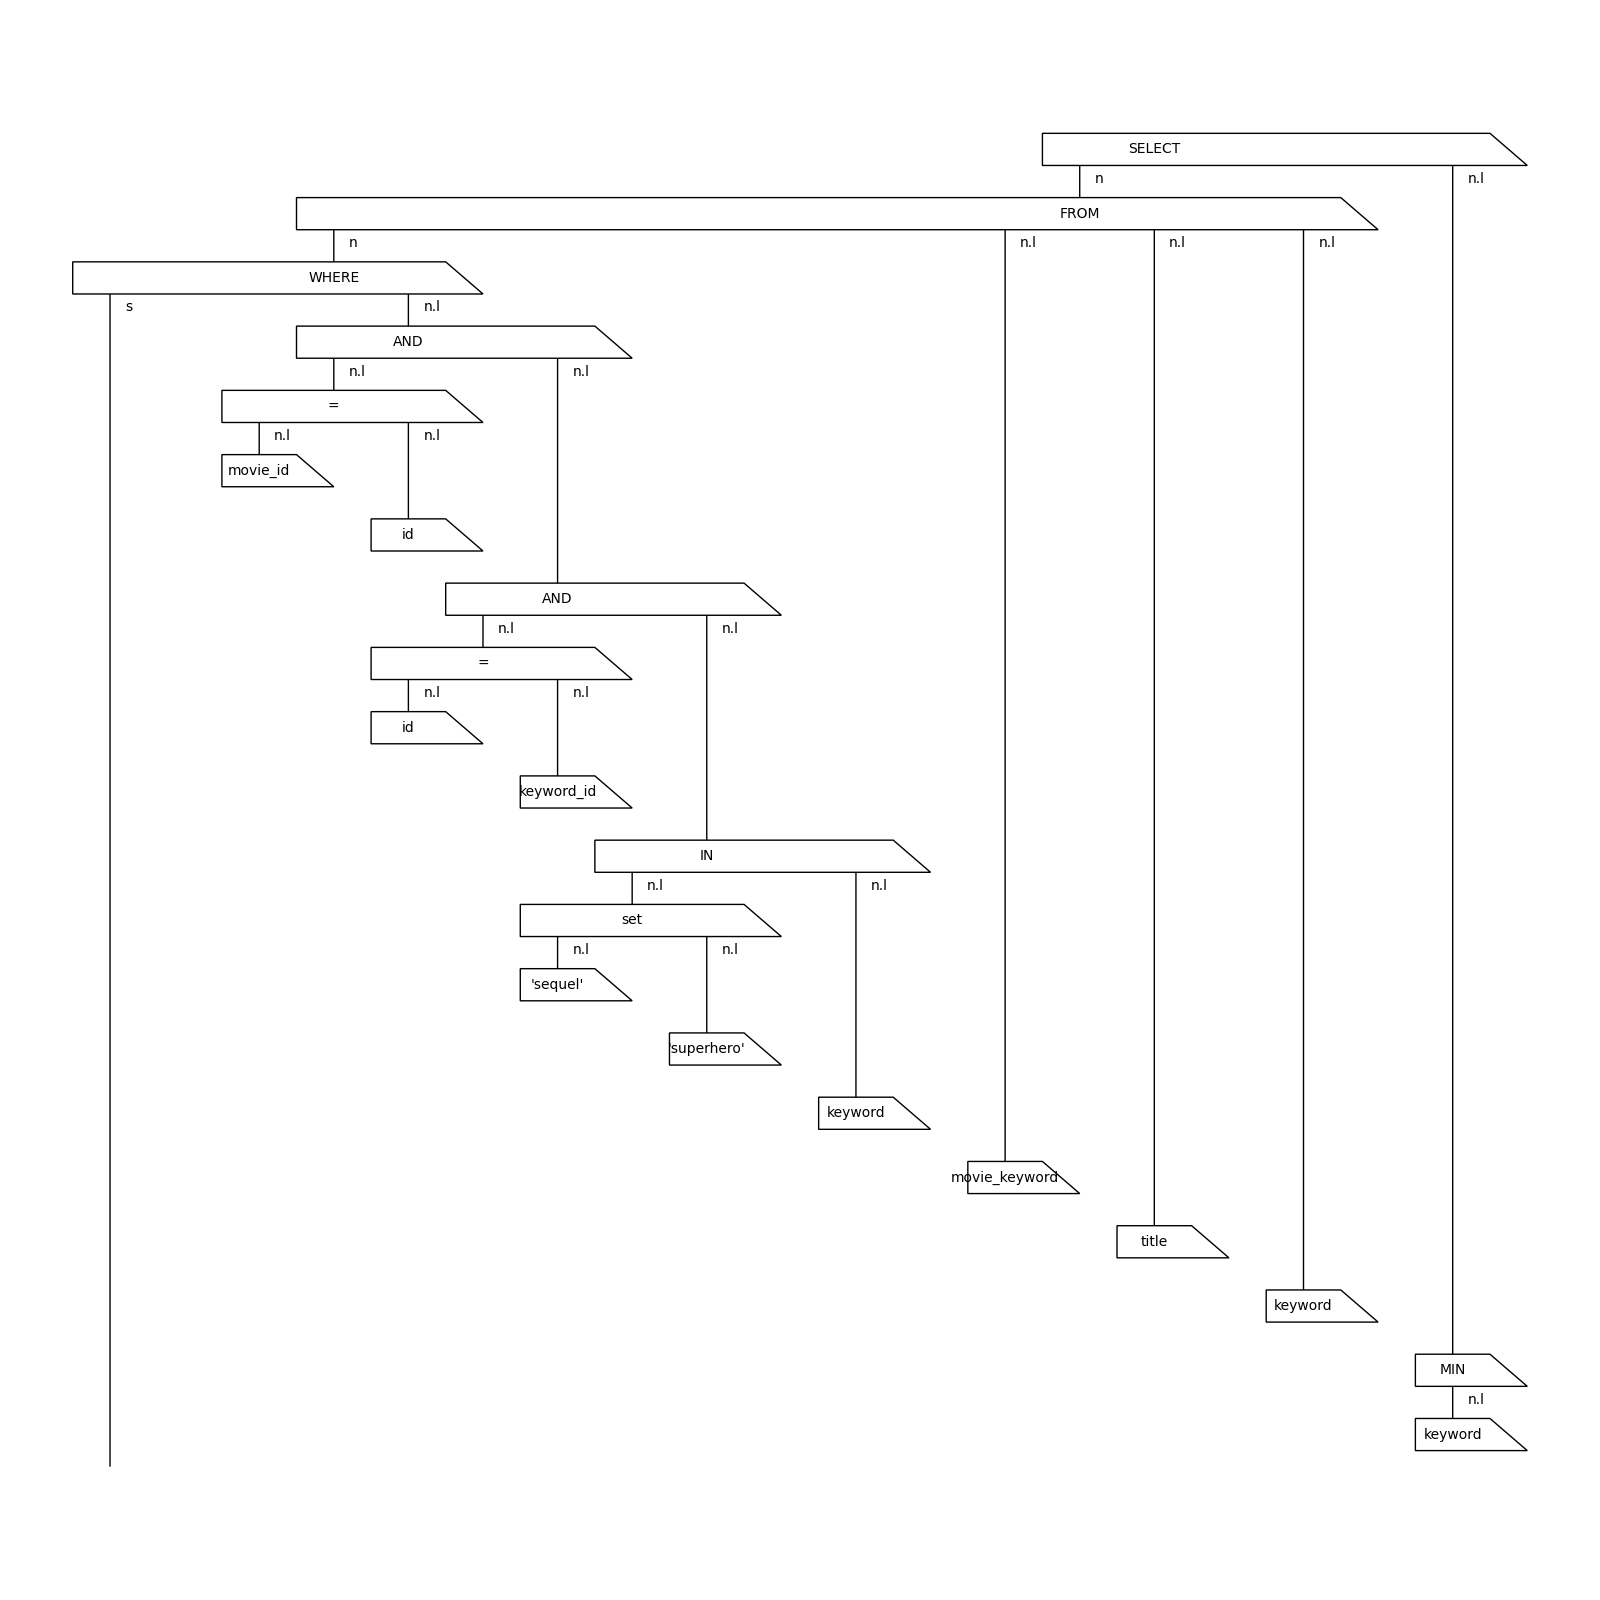 SELECT
n n.l
FROM
n n.l n.l n.l
WHERE
s n.l
AND
n.l n.l
=
n.l n.l
movie_id
id
AND
n.l n.l
=
n.l n.l
id
keyword_id
IN
n.l n.l
set
n.l n.l
'sequel'
'superhero'
keyword
movie_keyword
title
keyword
MIN
n.l
keyword